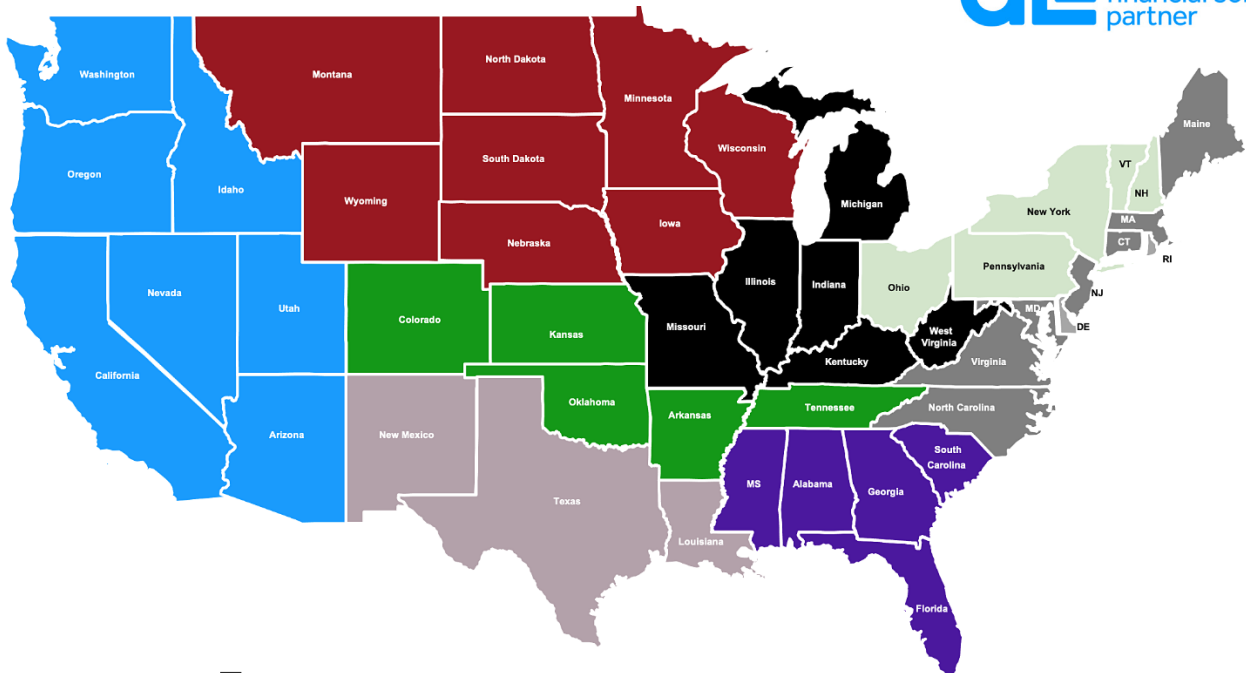 partner
Washington
Montana
North Dakota
Minnesota
Maine
South Dakota
Wisconsin
VT
Oregon
Idaho
NH
Wyoming
Michigan
New York
MA
Iowa
CT
Nebraska
RI
Pennsylvania
Nevada
Illinois
Indiana
Ohio
NJ
Utah
Colorado
MD
Kansas
Missouri
DE
West
Virginia
Kentucky
Virginia
California
Oklahoma
Arkansas
Tennessee
North Carolina
Arizona
New Mexico
South
Carolina
MS
Alabama
Georgia
Texas
Louisiana
Florida